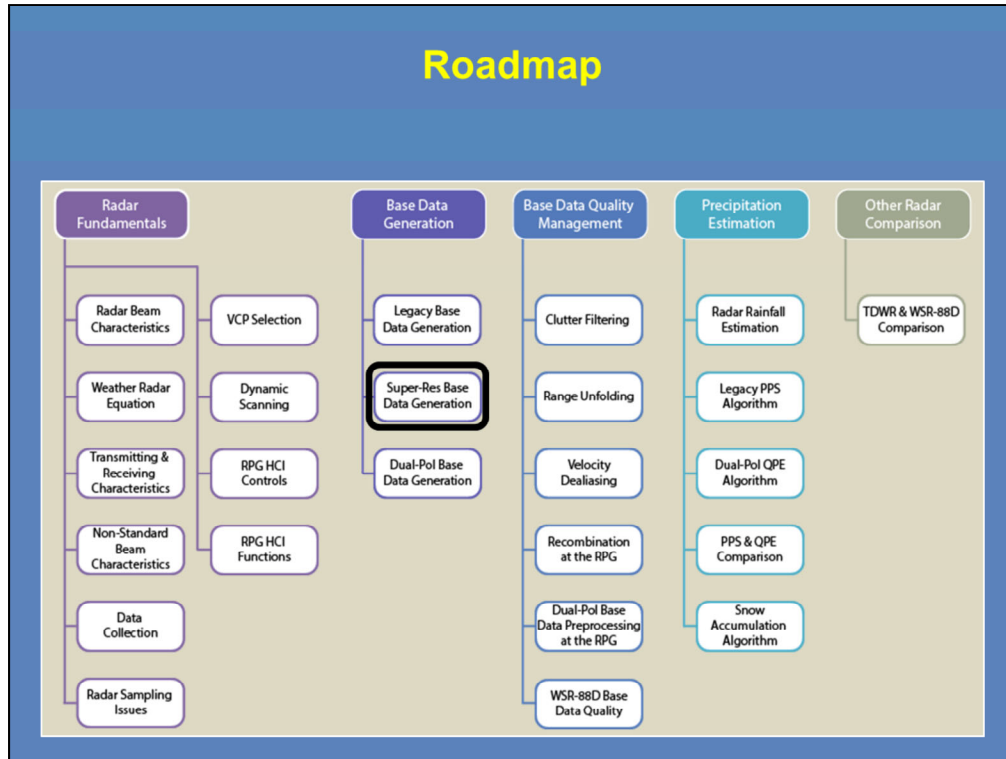 Roadmap
Radar
Fundamentals
Radar Beam
Characteristics
Weather Radar
Equation
Transmitting &
Receiving
Characteristics
Non-Standard
Beam
Characteristics
Data
Collection
Radar Sampling
Issues
VCP Selection
Dynamic
Scanning
RPG HCI
Controls
RPG HCI
Functions
Base Data
Generation
Legacy Base
Data Generation
Super-Res Base
Data Generation
Dual-Pol Base
Data Generation
Base Data Quality
Management
Clutter Filtering
Range Unfolding
Velocity
Dealiasing
Recombination
at the RPG
Dual-Pol Base
Data Preprocessing
at the RPG
WSR-88D Base
Data Quality
Precipitation
Estimation
Radar Rainfall
Estimation
Legacy PPS
Algorithm
Dual-Pol QPE
Algorithm
PPS & QPE
Comparison
Snow
Accumulation
Algorithm
Other Radar
Comparison
TDWR & WSR-88D
Comparison